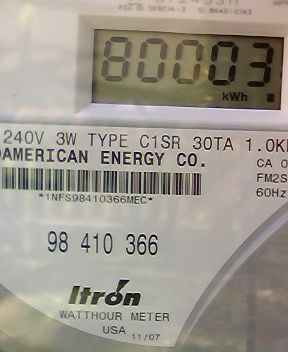 80003
kWh
240V 3W TYPE C1SR 30TA 1.0K
AMERICAN ENERGY CO.
CA
*1NFS98410366MEC*
FM2S
60Hz
98 410 366
Itron
WATTHOUR METER
USA 11/07